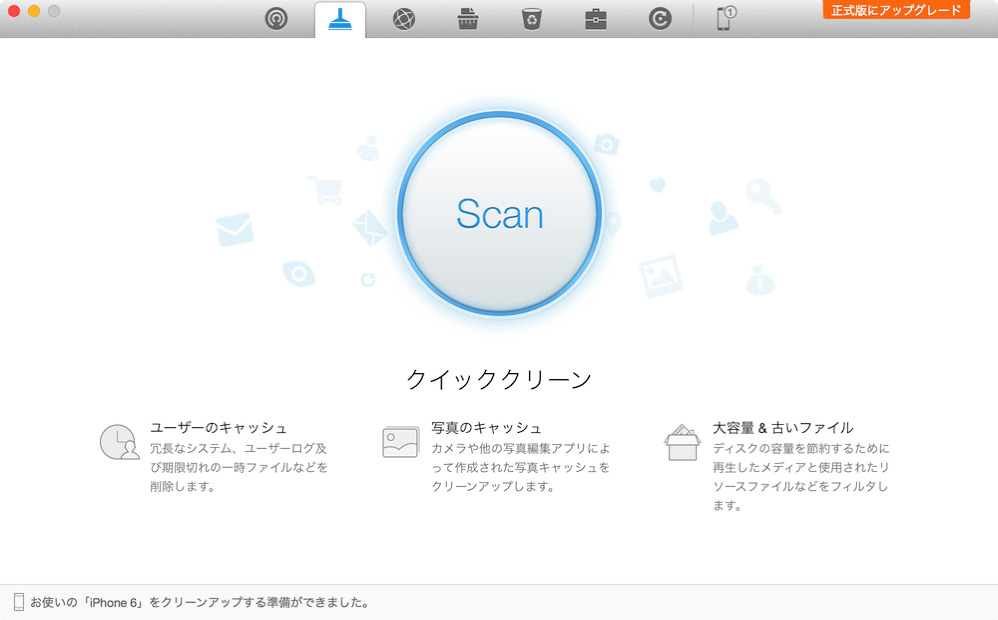 1
正式版にアップグレード
Scan
クイッククリーン
ユーザーのキャッシュ
冗長なシステム、ユーザーログ及
び期限切れの一時ファイルなどを
削除します。
写真のキャッシュ
カメラや他の写真編集アプリによ
って作成された写真キャッシュを
クリーンアップします。
大容量 & 古いファイル
ディスクの容量を節約するために
再生したメディアと使用されたリ
ソースファイルなどをフィルタし
ます。
お使いの「iPhone 6」をクリーンアップする準備ができました。